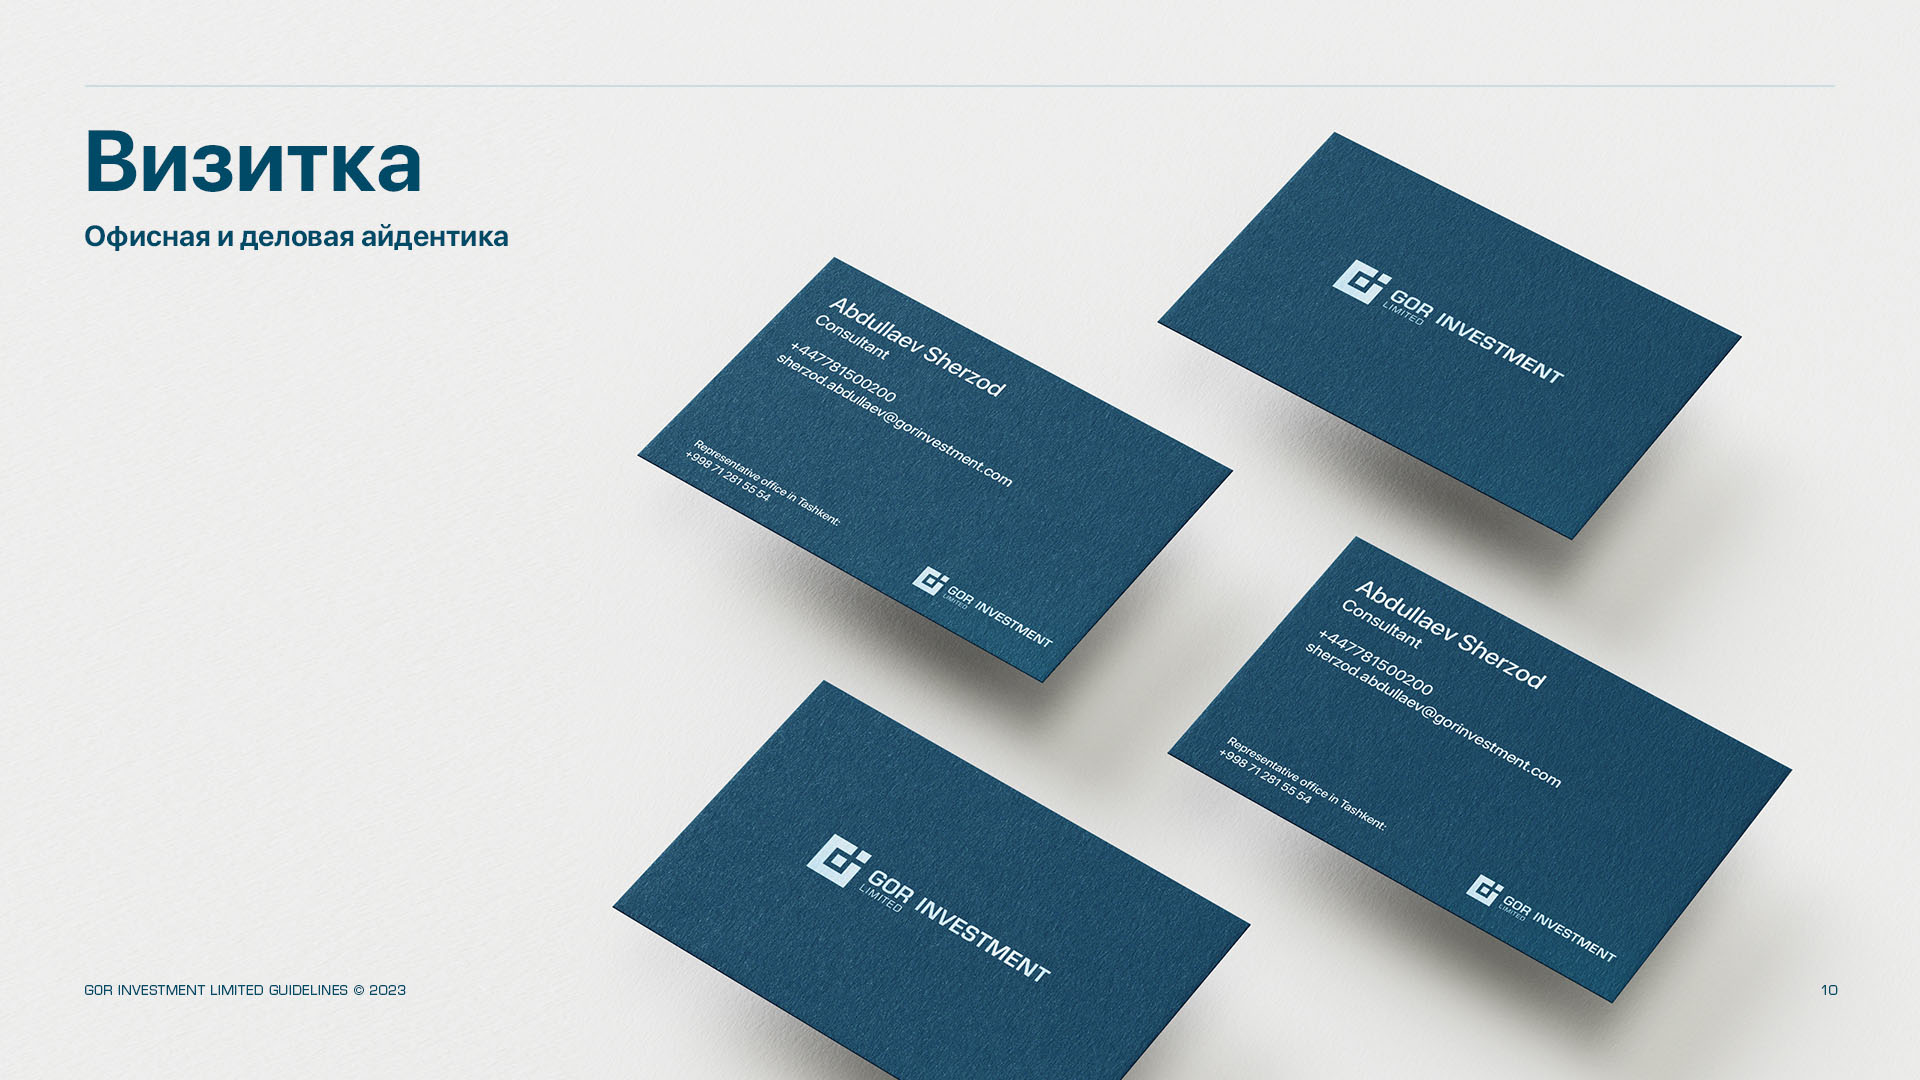 Визитка
Офисная и деловая айдентика
GOR INVESTMENT
LIMITED
Abdullaev Sherzod
Consultant
+447781500200
sherzod.abdullaev@gorinvestment.com
Representative office in Tashkent:
+998 71 281 55 54
GOR INVESTMENT
LIMITED
Abdullaev Sherzod
Consultant
+447781500200
sherzod.abdullaev@gorinvestment.com
Representative office in Tashkent:
+998 71 281 55 54
GOR INVESTMENT
LIMITED
GOR INVESTMENT
LIMITED
GOR INVESTMENT LIMITED GUIDELINES © 2023
10